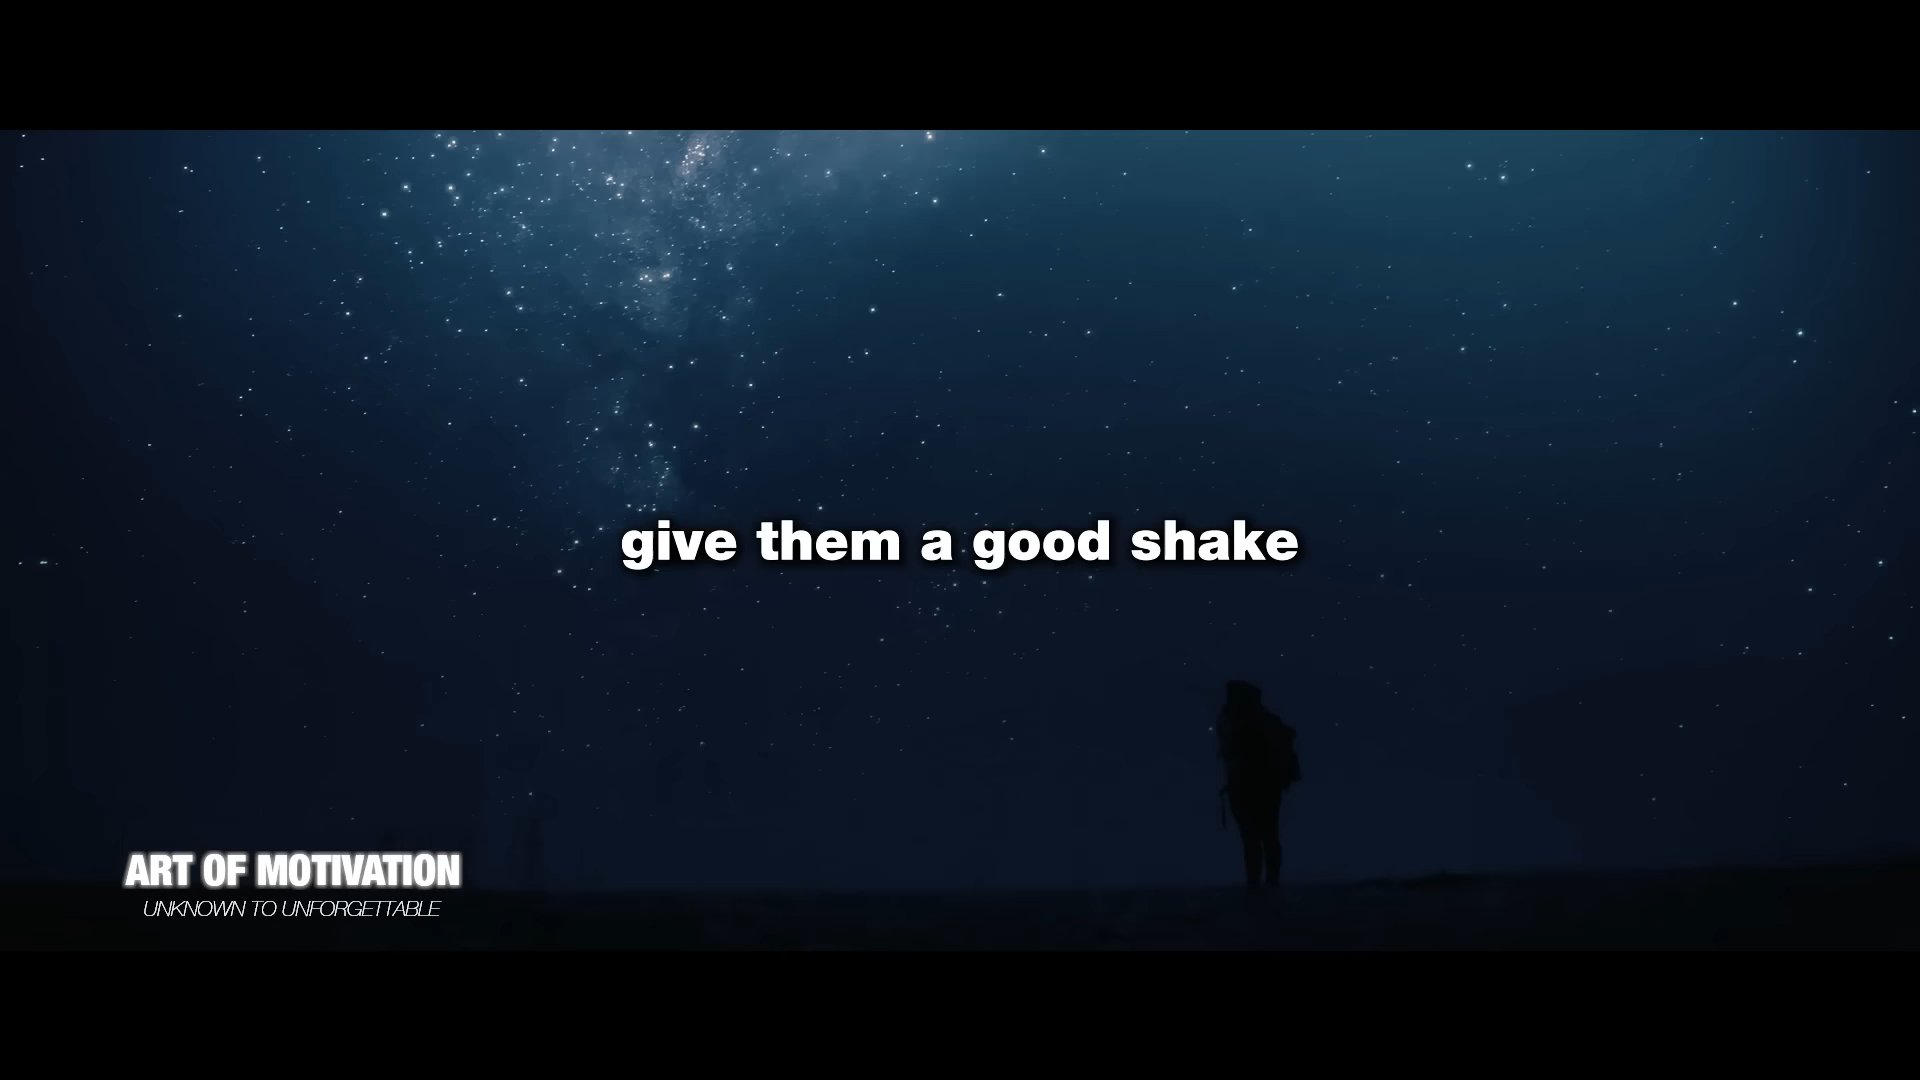 give them a good shake
ART OF MOTIVATION
UNKNOWN TO UNFORGETTABLE